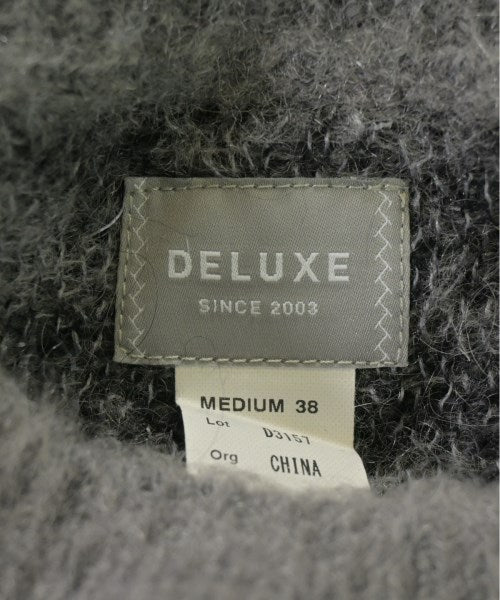 DELUXE
SINCE 2003
MEDIUM 38
Lot D3157
Org CHINA